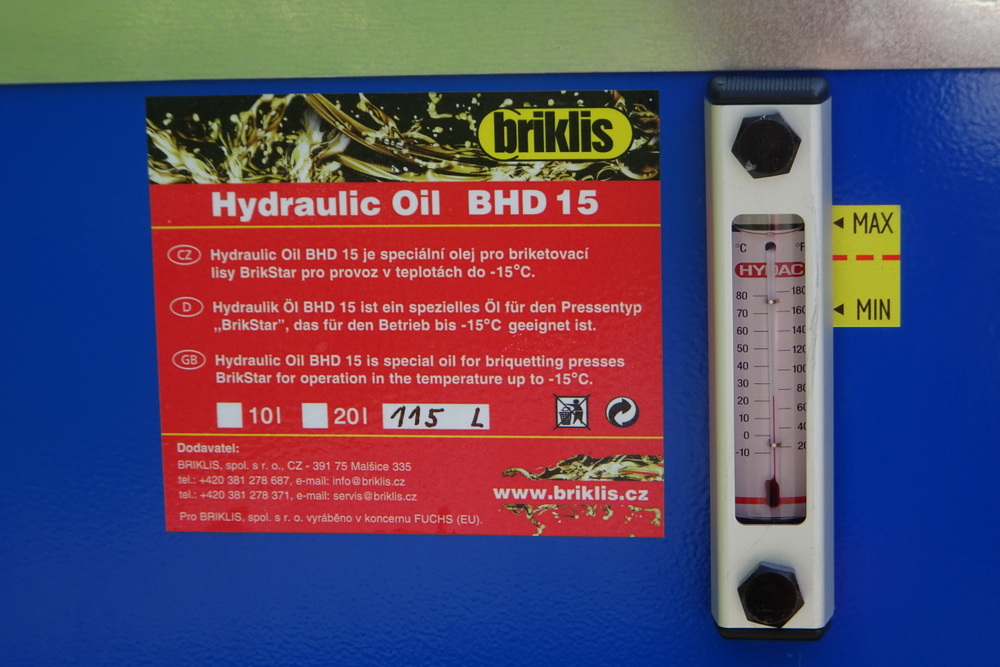 briklis
Hydraulic Oil BHD 15
CZ Hydraulic Oil BHD 15 je speciální olej pro briketovací
lisy BrikStar pro provoz v teplotách do -15°C.
D Hydraulik Öl BHD 15 ist ein spezielles Öl für den Pressentyp
„BrikStar”, das für den Betrieb bis -15°C geeignet ist.
GB Hydraulic Oil BHD 15 is special oil for briquetting presses
BrikStar for operation in the temperature up to -15°C.
10l 20l 115 L
Dodavatel:
BRIKLIS, spol. s r. o., CZ - 391 75 Malšice 335
tel.: +420 381 278 687, e-mail: info@briklis.cz
tel.: +420 381 278 371, e-mail: servis@briklis.cz
www.briklis.cz
Pro BRIKLIS, spol. s r. o. vyráběno v koncernu FUCHS (EU).
°C °F
HYDAC
80 180
70 160
60 140
50 120
40 100
30 80
20 60
10 40
0 20
-10
MAX
MIN